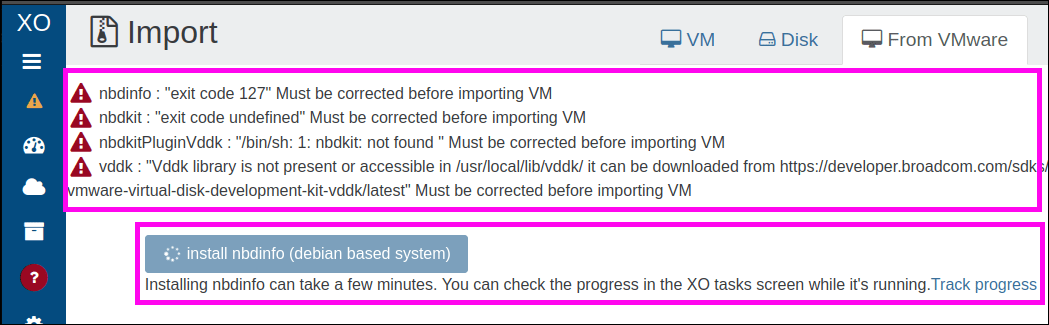 XO
Import
VM
Disk
From VMware
nbdinfo : "exit code 127" Must be corrected before importing VM
nbdkit : "exit code undefined" Must be corrected before importing VM
nbdkitPluginVddk : "/bin/sh: 1: nbdkit: not found " Must be corrected before importing VM
vddk : "Vddk library is not present or accessible in /usr/local/lib/vddk/ it can be downloaded from https://developer.broadcom.com/sdks/
vmware-virtual-disk-development-kit-vddk/latest" Must be corrected before importing VM
install nbdinfo (debian based system)
Installing nbdinfo can take a few minutes. You can check the progress in the XO tasks screen while it's running.Track progress